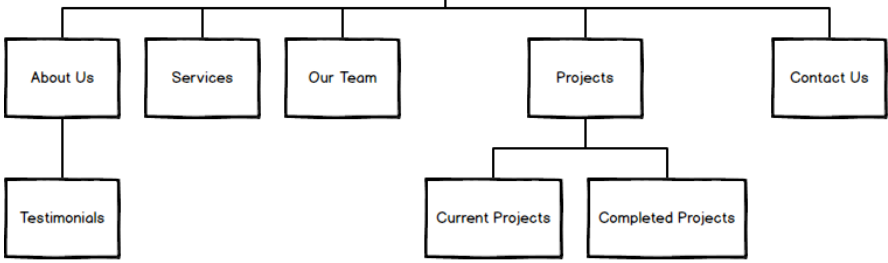 About Us
Services
Our Team
Projects
Contact Us
Testimonials
Current Projects
Completed Projects